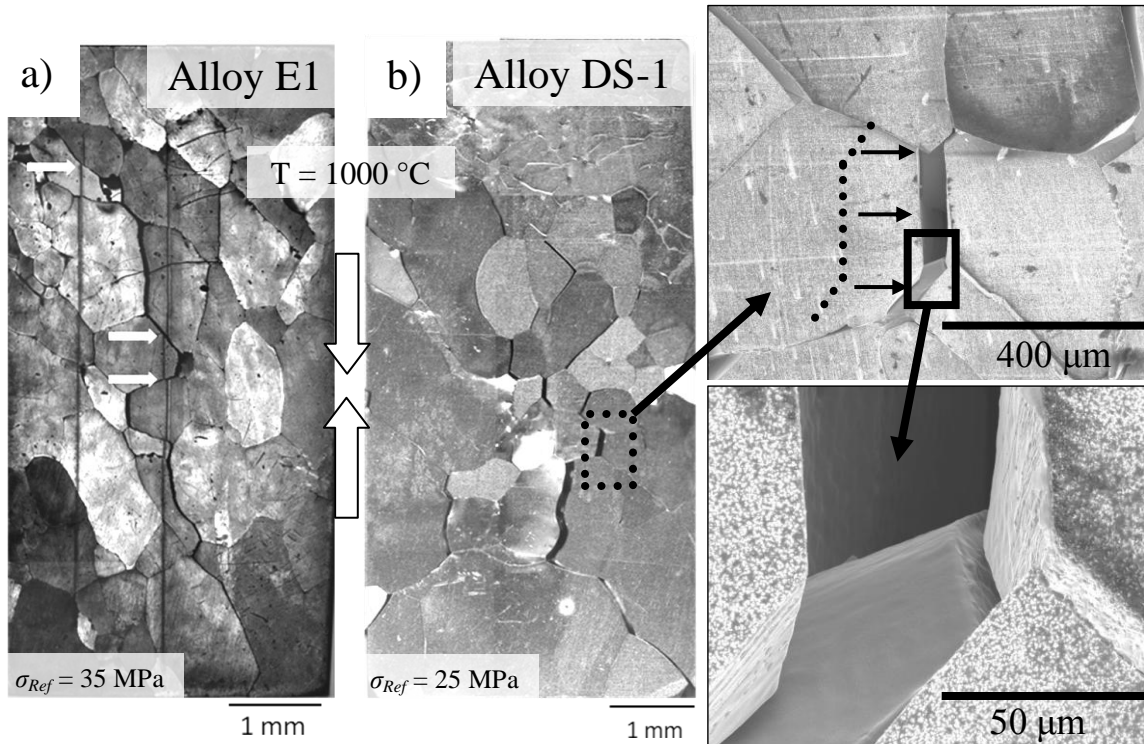 a)
Alloy E1
b)
Alloy DS-1
T = 1000 °C
400 μm
σRef = 35 MPa
σRef = 25 MPa
1 mm
1 mm
50 μm